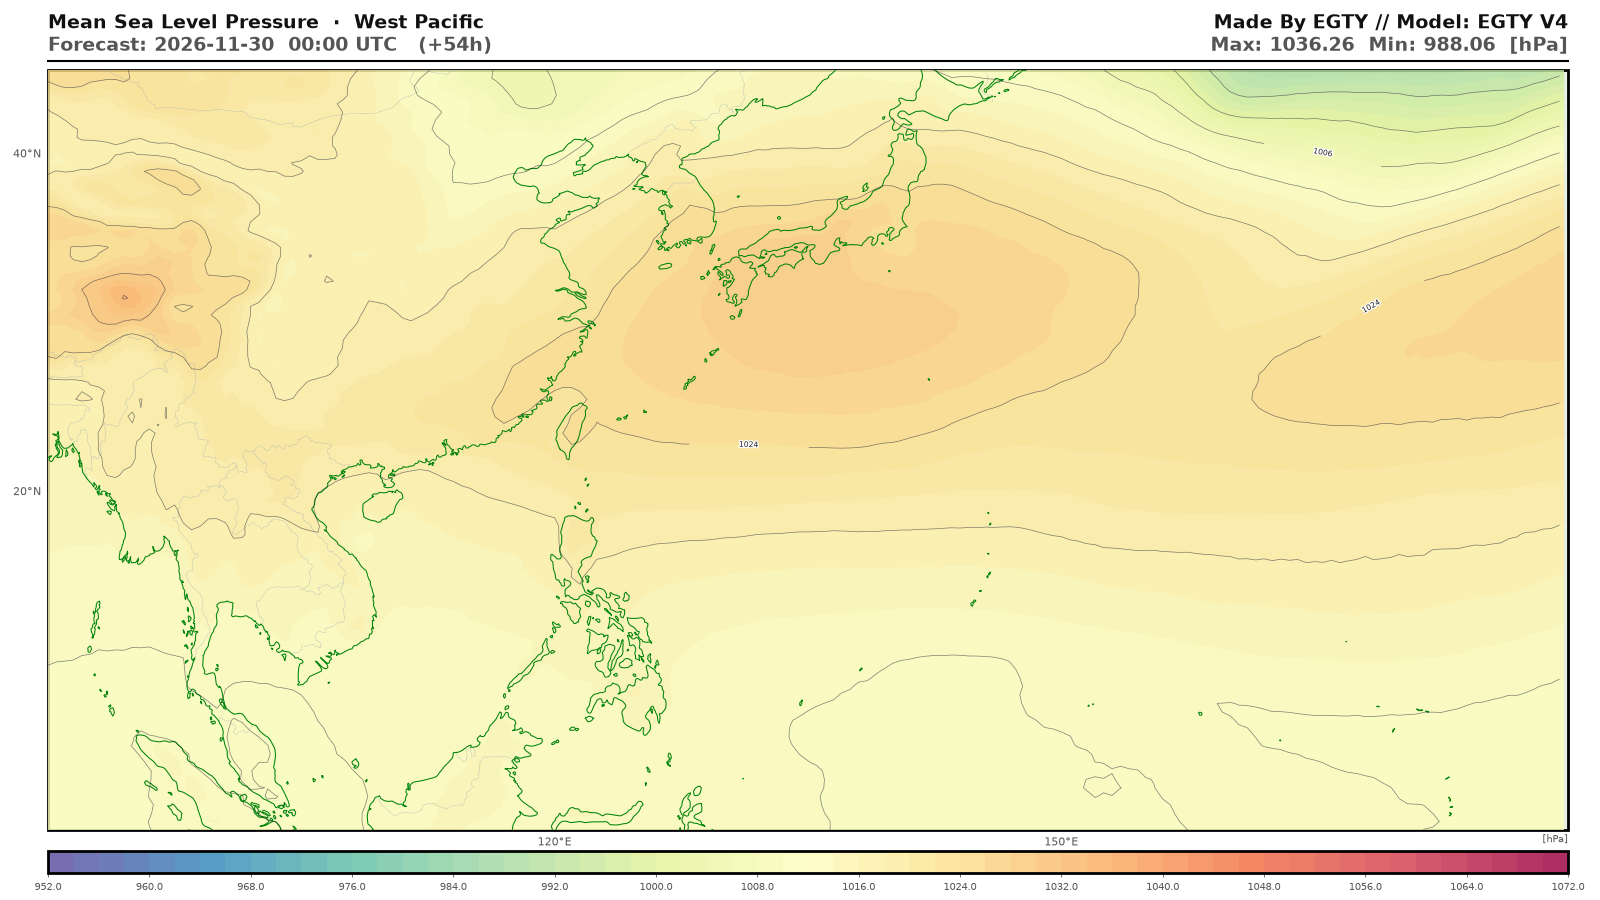 Mean Sea Level Pressure · West Pacific
Made By EGTY // Model: EGTY V4
Forecast: 2026-11-30 00:00 UTC (+54h)
Max: 1036.26 Min: 988.06 [hPa]
40°N
1006
1024
1024
20°N
120°E
150°E
[hPa]
952.0 960.0 968.0 976.0 984.0 992.0 1000.0 1008.0 1016.0 1024.0 1032.0 1040.0 1048.0 1056.0 1064.0 1072.0